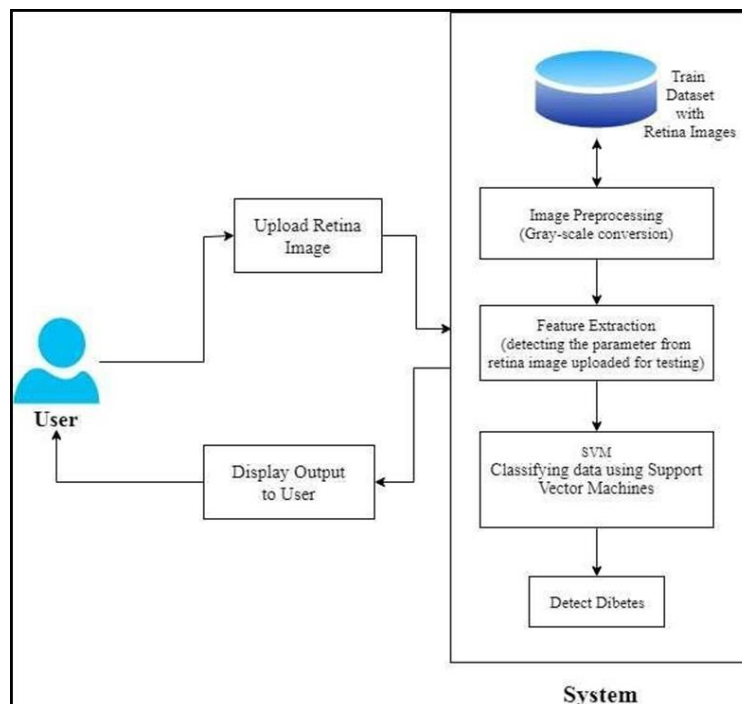 Train
Dataset
with
Retina Images
Image Preprocessing
(Gray-scale conversion)
Upload Retina
Image
Feature Extraction
(detecting the parameter from
retina image uploaded for testing)
User
SVM
Classifying data using Support
Vector Machines
Display Output
to User
Detect Dibetes
System